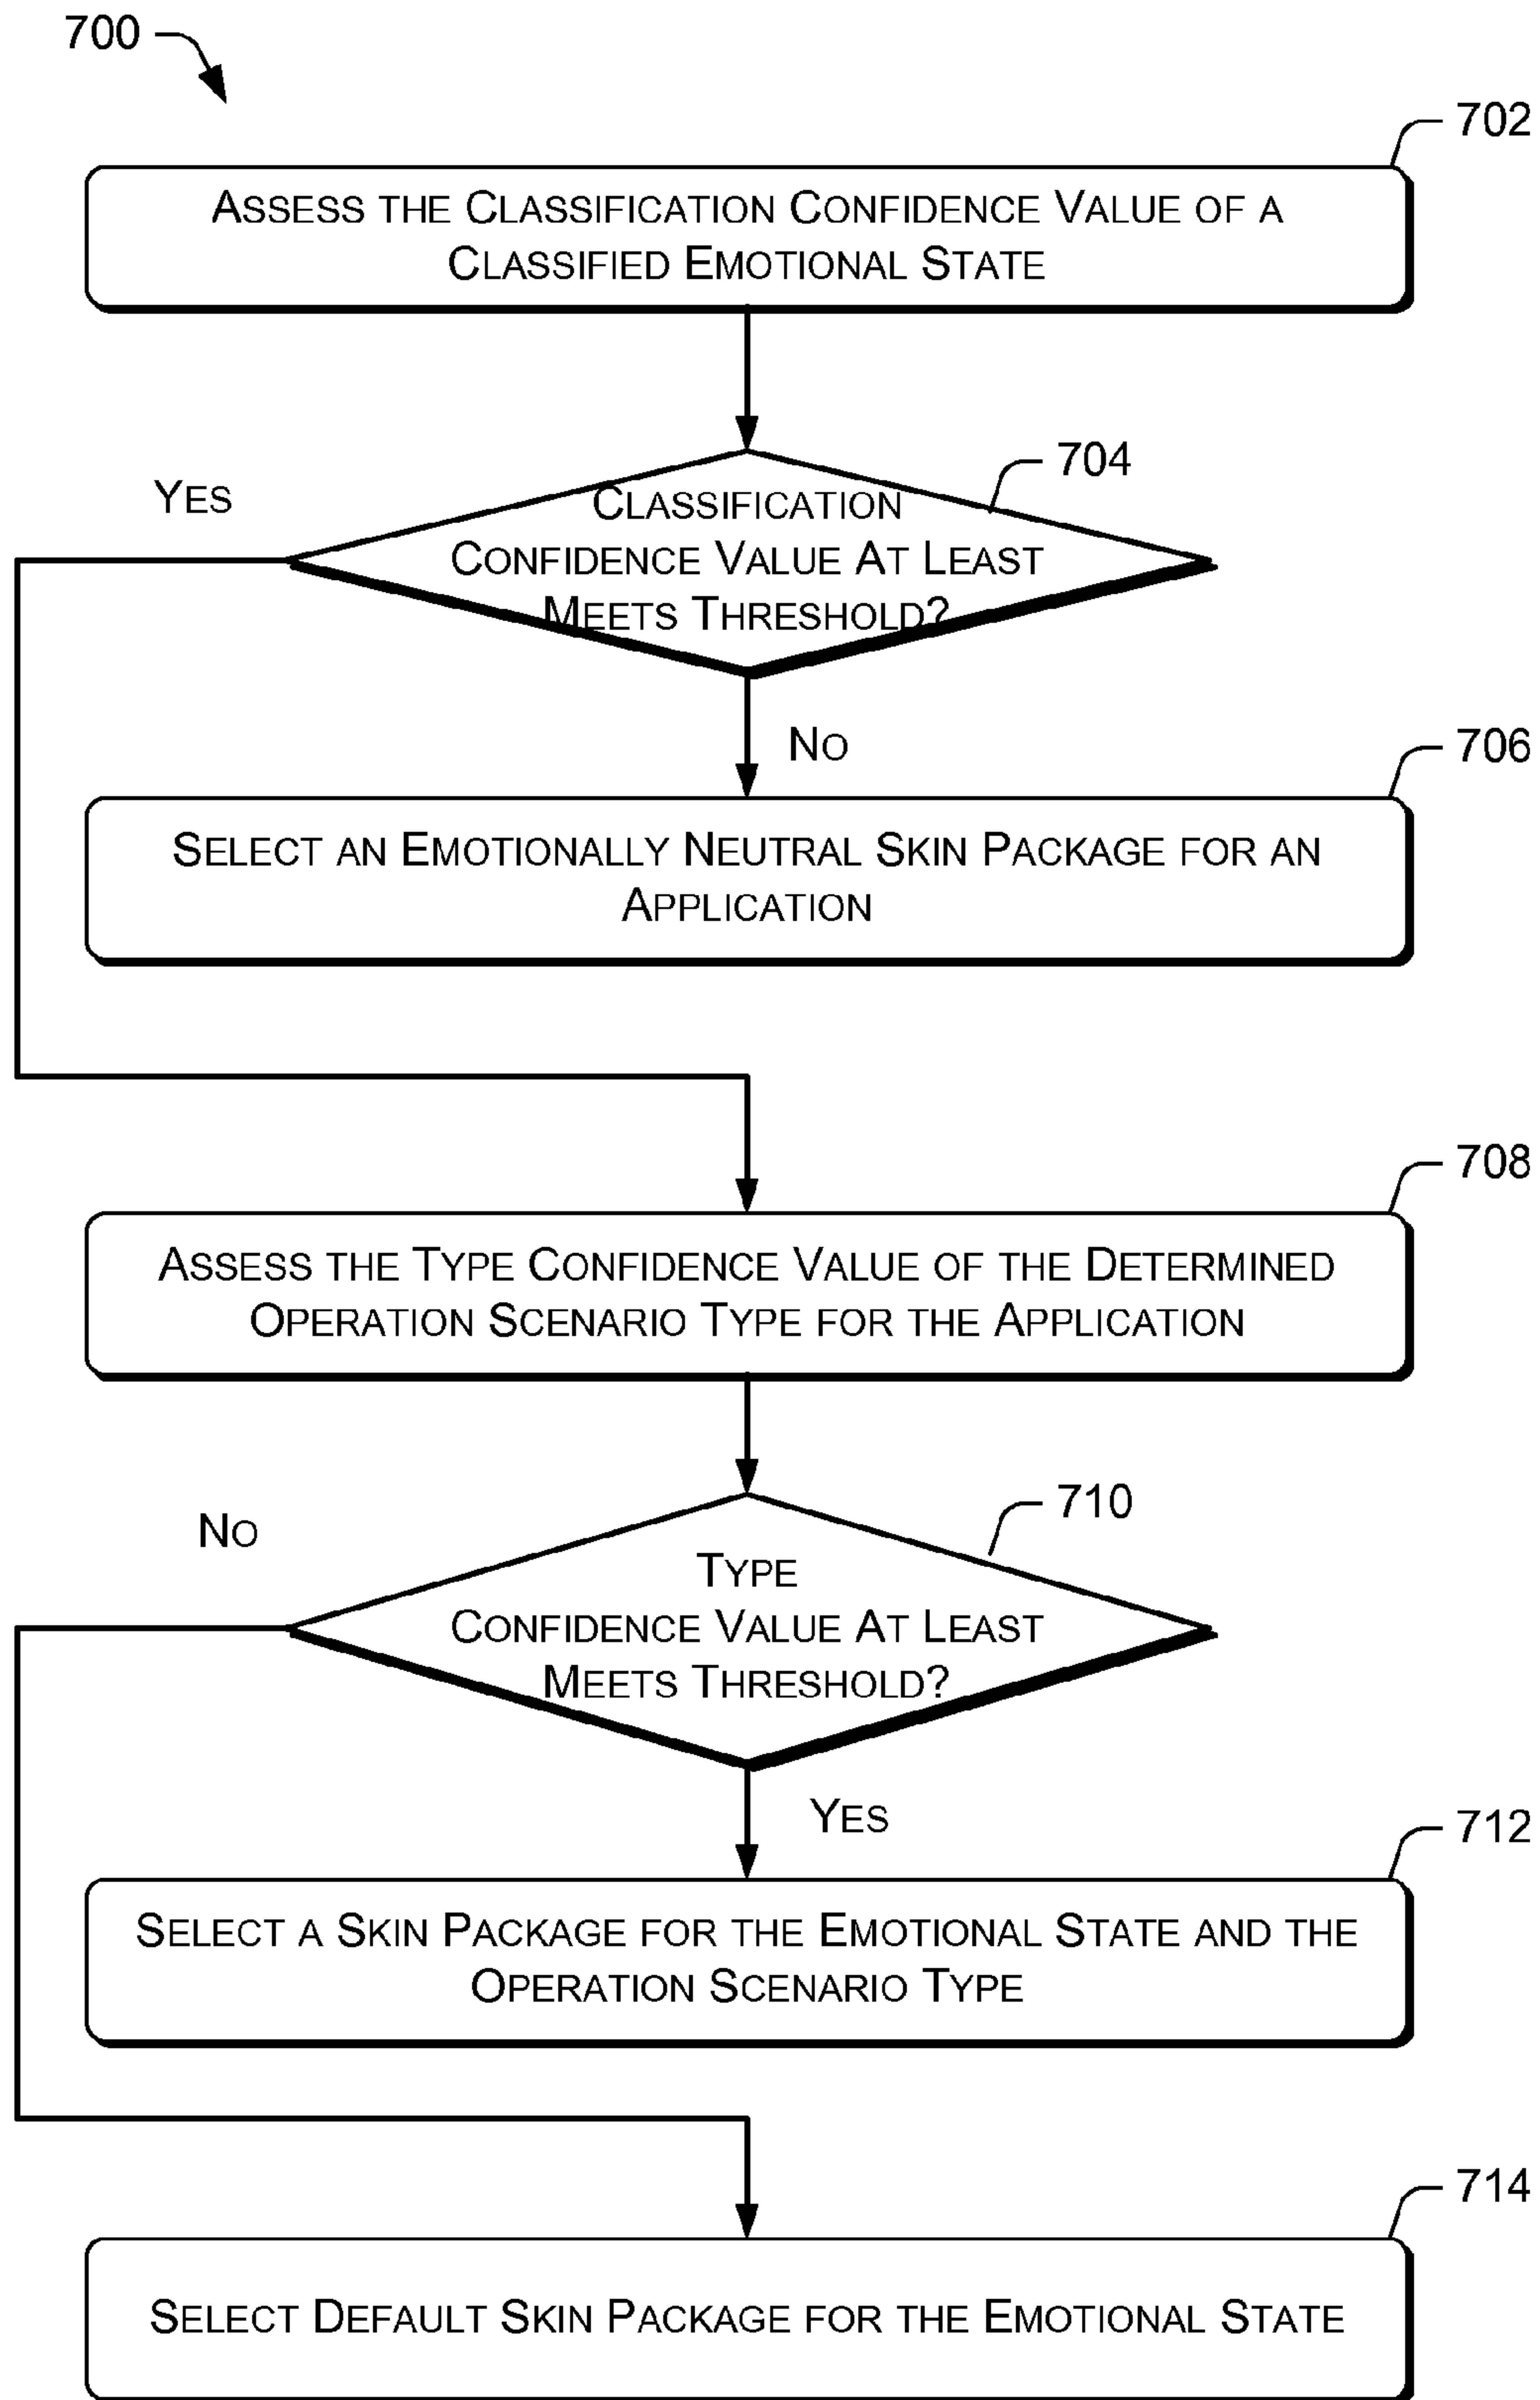 700
702
ASSESS THE CLASSIFICATION CONFIDENCE VALUE OF A
CLASSIFIED EMOTIONAL STATE
704
YES
CLASSIFICATION
CONFIDENCE VALUE AT LEAST
MEETS THRESHOLD?
NO
706
SELECT AN EMOTIONALLY NEUTRAL SKIN PACKAGE FOR AN
APPLICATION
708
ASSESS THE TYPE CONFIDENCE VALUE OF THE DETERMINED
OPERATION SCENARIO TYPE FOR THE APPLICATION
710
NO
TYPE
CONFIDENCE VALUE AT LEAST
MEETS THRESHOLD?
YES
712
SELECT A SKIN PACKAGE FOR THE EMOTIONAL STATE AND THE
OPERATION SCENARIO TYPE
714
SELECT DEFAULT SKIN PACKAGE FOR THE EMOTIONAL STATE